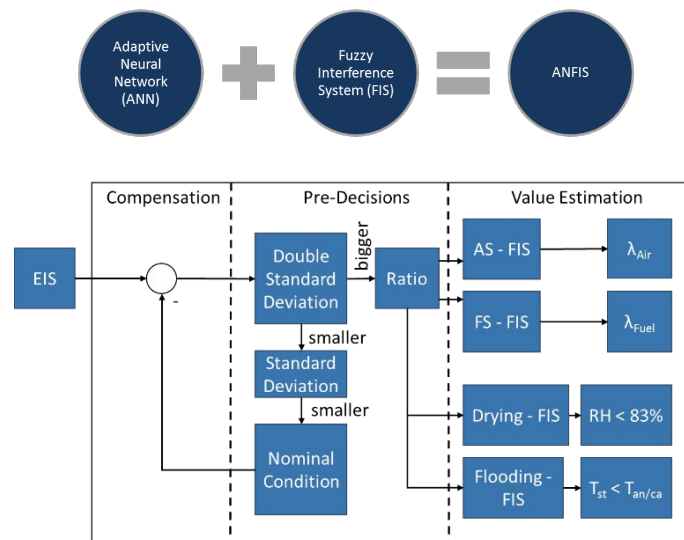 Adaptive
Neural
Network
(ANN)
Fuzzy
Interference
System (FIS)
ANFIS
Compensation
Pre-Decisions
Value Estimation
EIS
-
Double
Standard
Deviation
bigger
Ratio
AS - FIS
λAir
FS - FIS
λFuel
smaller
Standard
Deviation
smaller
Nominal
Condition
Drying - FIS
RH < 83%
Flooding -
FIS
Tst < Tan/ca